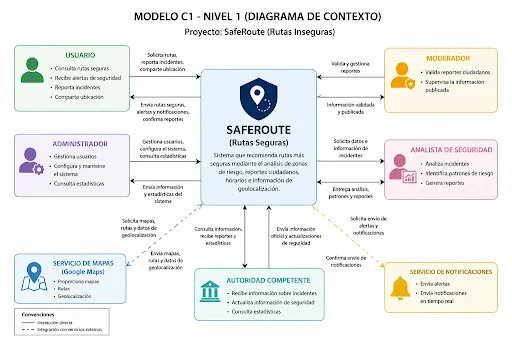 MODELO C1 - NIVEL 1 (DIAGRAMA DE CONTEXTO)
Proyecto: SafeRoute (Rutas Inseguras)
USUARIO
• Consulta rutas seguras
• Recibe alertas de seguridad
• Reporta incidentes
• Comparte ubicación
Solicita rutas,
reporta incidentes,
comparte ubicación
Envía rutas seguras,
alertas y notificaciones,
confirma reportes
SAFEROUTE
(Rutas Seguras)
Sistema que recomienda rutas más
seguras mediante el análisis de zonas
de riesgo, reportes ciudadanos,
horarios e información de
geolocalización.
Valida y gestiona
reportes
Información validada y
publicada
MODERADOR
• Valida reportes ciudadanos
• Supervisa la información
publicada
ADMINISTRADOR
• Gestiona usuarios
• Configura y mantiene
el sistema
• Consulta estadísticas
Gestiona usuarios,
configura el sistema,
consulta estadísticas
Envía información
y estadísticas del
sistema
Solicita datos e
información de
incidentes
Entrega análisis,
patrones y reportes
ANALISTA DE SEGURIDAD
• Analiza incidentes
• Identifica patrones de riesgo
• Genera reportes
Solicita mapas,
rutas y datos de
geolocalización
Envía mapas,
rutas y datos
de geolocalización
SERVICIO DE MAPAS
(Google Maps)
• Proporciona mapas
• Rutas
• Geolocalización
Consulta información,
recibe reportes y
estadísticas
Envía información
oficial y actualizaciones
de seguridad
AUTORIDAD COMPETENTE
• Recibe información sobre incidentes
• Actualiza información de seguridad
• Consulta estadísticas
Solicita envío de
alertas y
notificaciones
Confirma envío de
notificaciones
SERVICIO DE NOTIFICACIONES
• Envía alertas
• Envía notificaciones
en tiempo real
Convenciones
Interacción directa
Integración con servicios externos